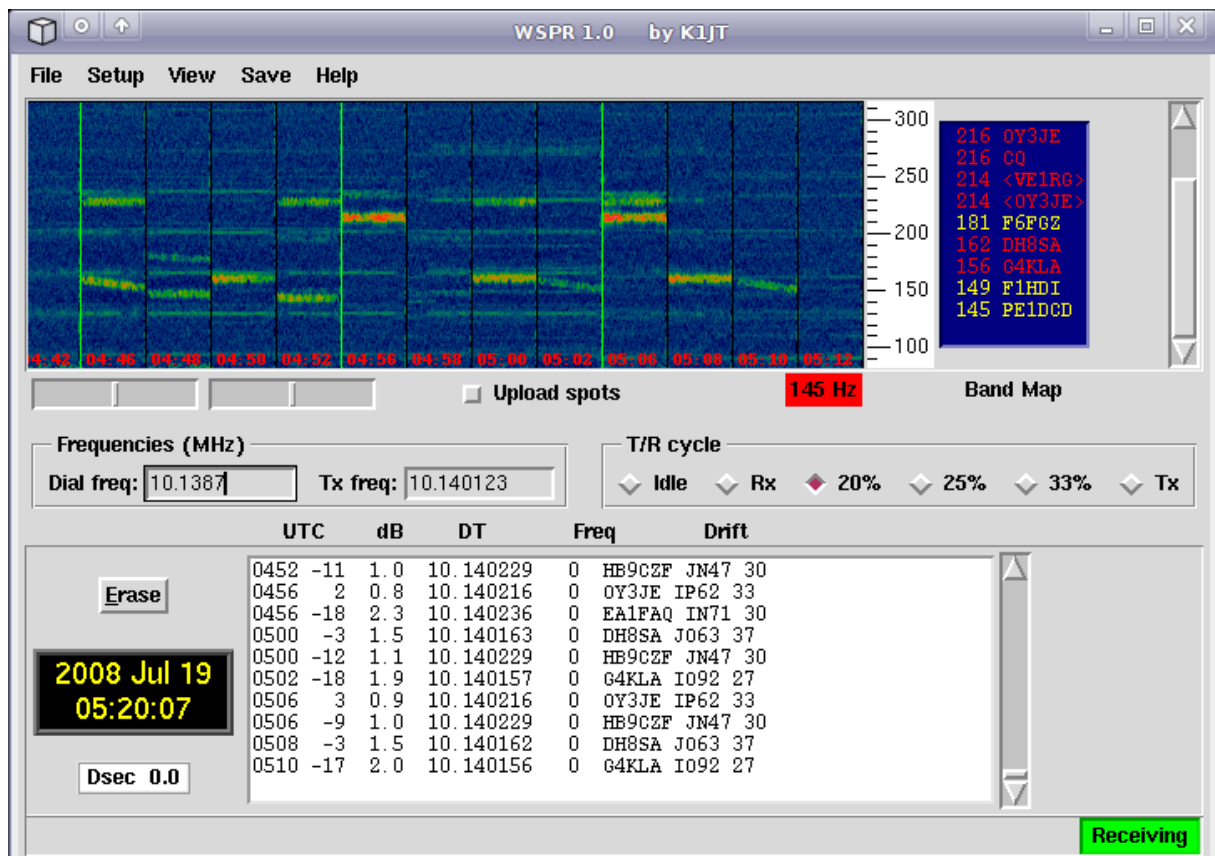 WSPR 1.0 by K1JT
File Setup View Save Help
300
250
200
150
100
216 OY3JE
216 CQ
214 <VE1RG>
214 <OY3JE>
181 F6FGZ
162 DH8SA
156 G4KLA
149 F1HDI
145 PE1DCD
4:42 04:46 04:48 04:50 04:52 04:56 04:58 05:00 05:02 05:06 05:08 05:10 05:12
Upload spots
145 Hz
Band Map
Frequencies (MHz)
Dial freq: 10.1387 Tx freq: 10.140123
T/R cycle
Idle Rx 20% 25% 33% Tx
UTC dB DT Freq Drift
Erase
0452 -11 1.0 10.140229 0 HB9CZF JN47 30
0456 2 0.8 10.140216 0 OY3JE IP62 33
0456 -18 2.3 10.140236 0 EA1FAQ IN71 30
0500 -3 1.5 10.140163 0 DH8SA JO63 37
0500 -12 1.1 10.140229 0 HB9CZF JN47 30
0502 -18 1.9 10.140157 0 G4KLA IO92 27
0506 3 0.9 10.140216 0 OY3JE IP62 33
0506 -9 1.0 10.140229 0 HB9CZF JN47 30
0508 -3 1.5 10.140162 0 DH8SA JO63 37
0510 -17 2.0 10.140156 0 G4KLA IO92 27
2008 Jul 19
05:20:07
Dsec 0.0
Receiving